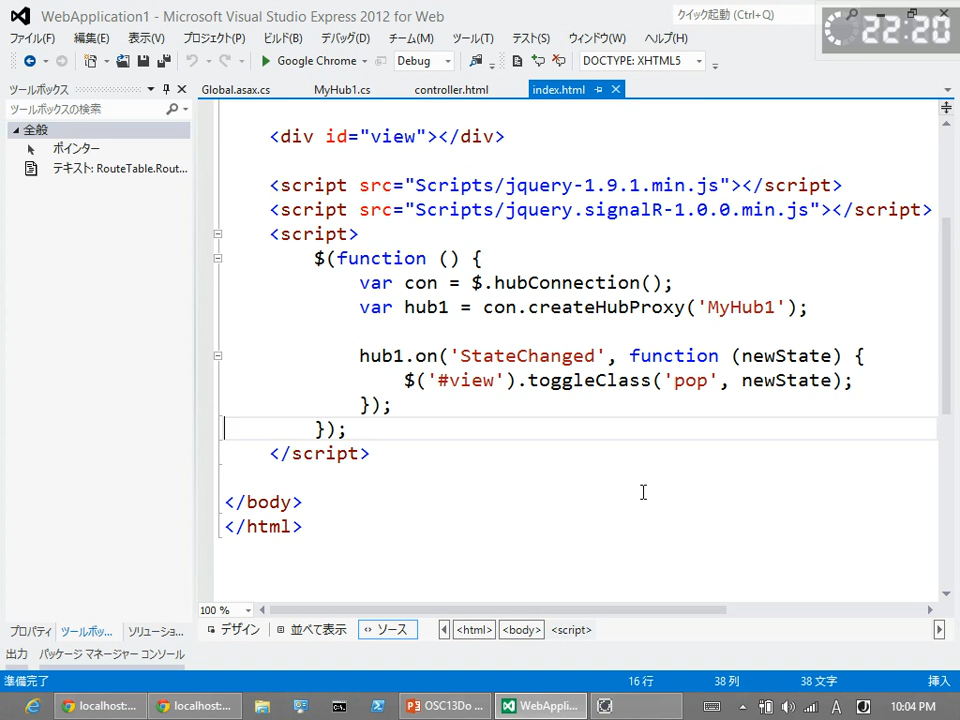 WebApplication1 - Microsoft Visual Studio Express 2012 for Web
クイック起動 (Ctrl+Q)
22:20
ファイル(F) 編集(E) 表示(V) プロジェクト(P) ビルド(B) デバッグ(D) チーム(M) ツール(T) テスト(S) ウィンドウ(W) ヘルプ(H)
Google Chrome Debug DOCTYPE: XHTML5
ツールボックス
Global.asax.cs MyHub1.cs controller.html index.html
ツールボックスの検索
全般
ポインター
テキスト: RouteTable.Rout...
<div id="view"></div>
<script src="Scripts/jquery-1.9.1.min.js"></script>
<script src="Scripts/jquery.signalR-1.0.0.min.js"></script>
<script>
$(function () {
var con = $.hubConnection();
var hub1 = con.createHubProxy('MyHub1');
hub1.on('StateChanged', function (newState) {
$('#view').toggleClass('pop', newState);
});
});
</script>
</body>
</html>
100 %
プロパティ ツールボッ... ソリューショ...
デザイン 並べて表示 ソース <html> <body> <script>
出力 パッケージ マネージャー コンソール
準備完了 16 行 38 列 38 文字 挿入
localhost:... localhost:... OSC13Do ... WebAppli... A 10:04 PM